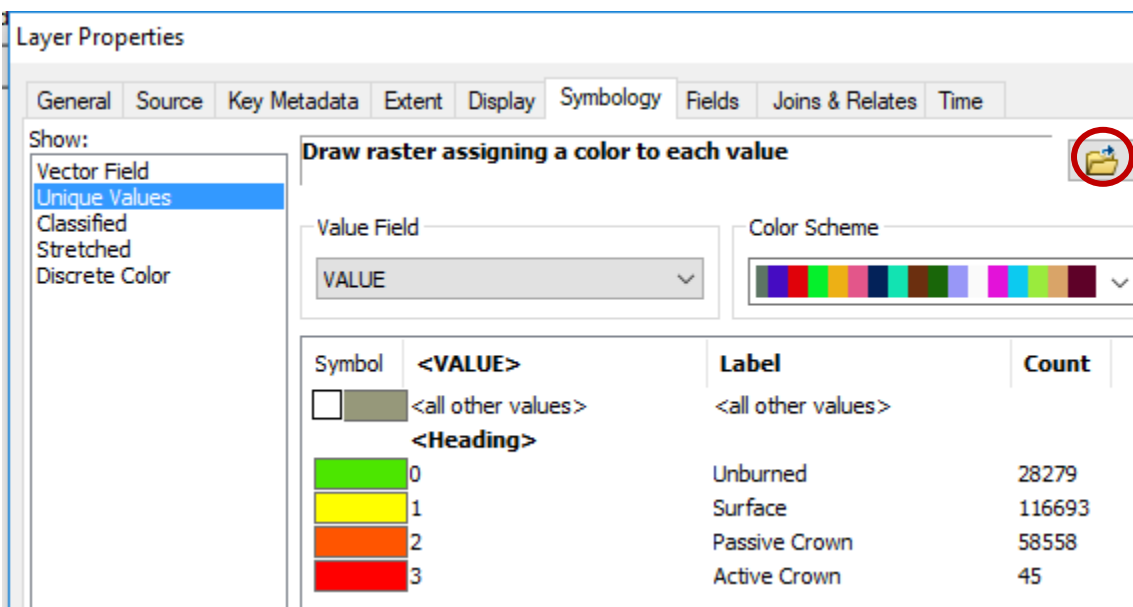 Layer Properties
General Source Key Metadata Extent Display Symbology Fields Joins & Relates Time
Show:
Vector Field
Unique Values
Classified
Stretched
Discrete Color
Draw raster assigning a color to each value
Value Field
VALUE
Color Scheme
Symbol <VALUE> Label Count
<all other values> <all other values>
<Heading>
0 Unburned 28279
1 Surface 116693
2 Passive Crown 58558
3 Active Crown 45